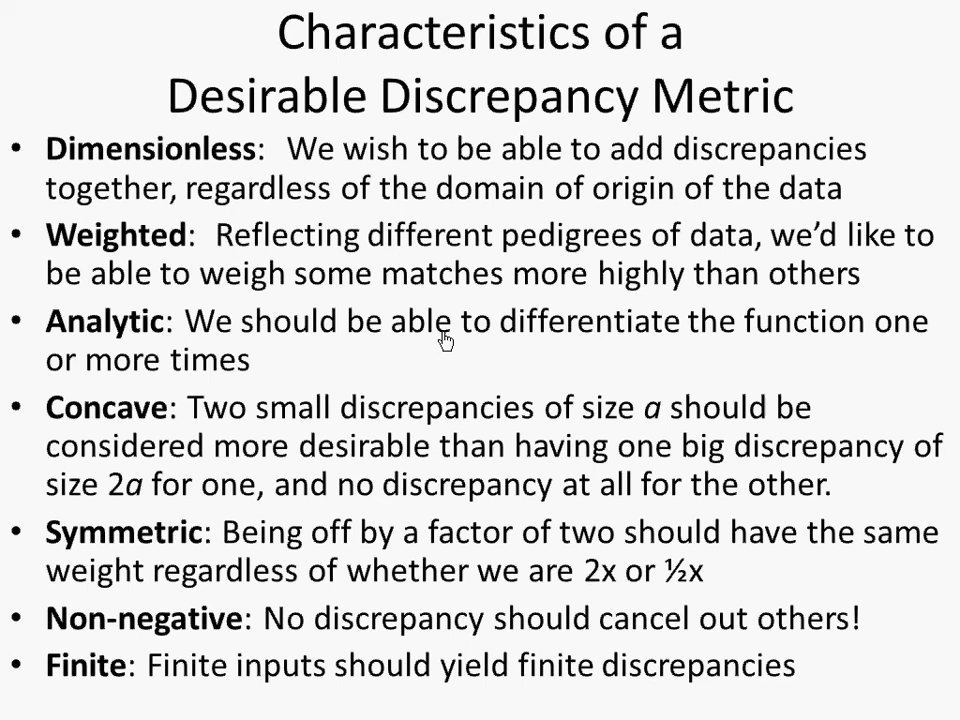 Characteristics of a
Desirable Discrepancy Metric
• Dimensionless: We wish to be able to add discrepancies
together, regardless of the domain of origin of the data
• Weighted: Reflecting different pedigrees of data, we’d like to
be able to weigh some matches more highly than others
• Analytic: We should be able to differentiate the function one
or more times
• Concave: Two small discrepancies of size a should be
considered more desirable than having one big discrepancy of
size 2a for one, and no discrepancy at all for the other.
• Symmetric: Being off by a factor of two should have the same
weight regardless of whether we are 2x or ½x
• Non-negative: No discrepancy should cancel out others!
• Finite: Finite inputs should yield finite discrepancies